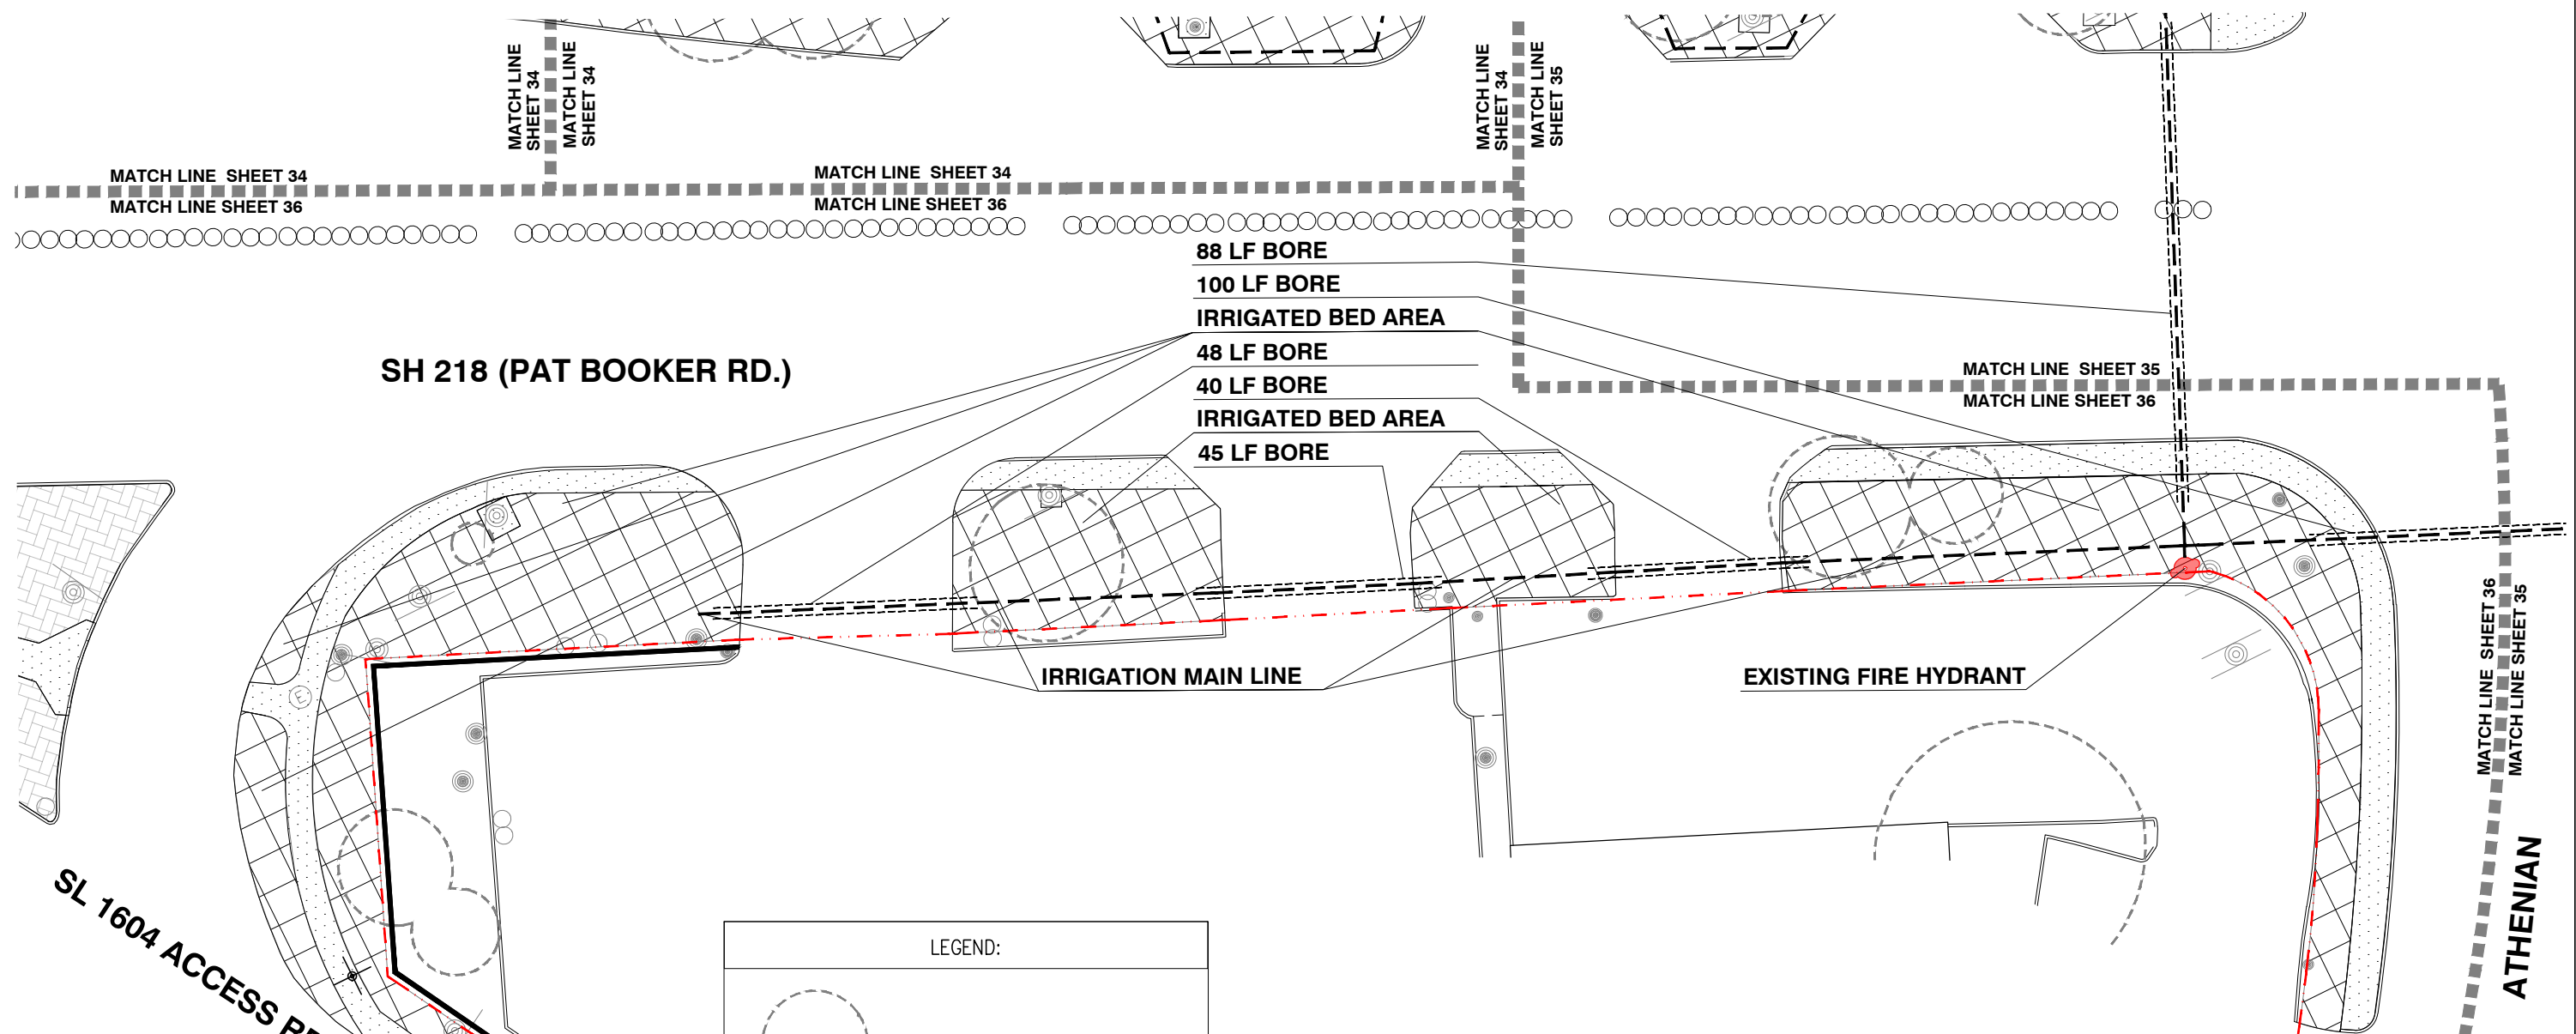 MATCH LINE
SHEET 34
MATCH LINE
SHEET 34
MATCH LINE
SHEET 34
MATCH LINE
SHEET 35
MATCH LINE  SHEET 34
MATCH LINE SHEET 36
MATCH LINE  SHEET 34
MATCH LINE SHEET 36
88 LF BORE
100 LF BORE
IRRIGATED BED AREA
48 LF BORE
40 LF BORE
IRRIGATED BED AREA
45 LF BORE
SH 218 (PAT BOOKER RD.)
MATCH LINE  SHEET 35
MATCH LINE SHEET 36
IRRIGATION MAIN LINE
EXISTING FIRE HYDRANT
E
MATCH LINE  SHEET 36
MATCH LINE SHEET 35
SL 1604 ACCESS
ATHENIAN
LEGEND: